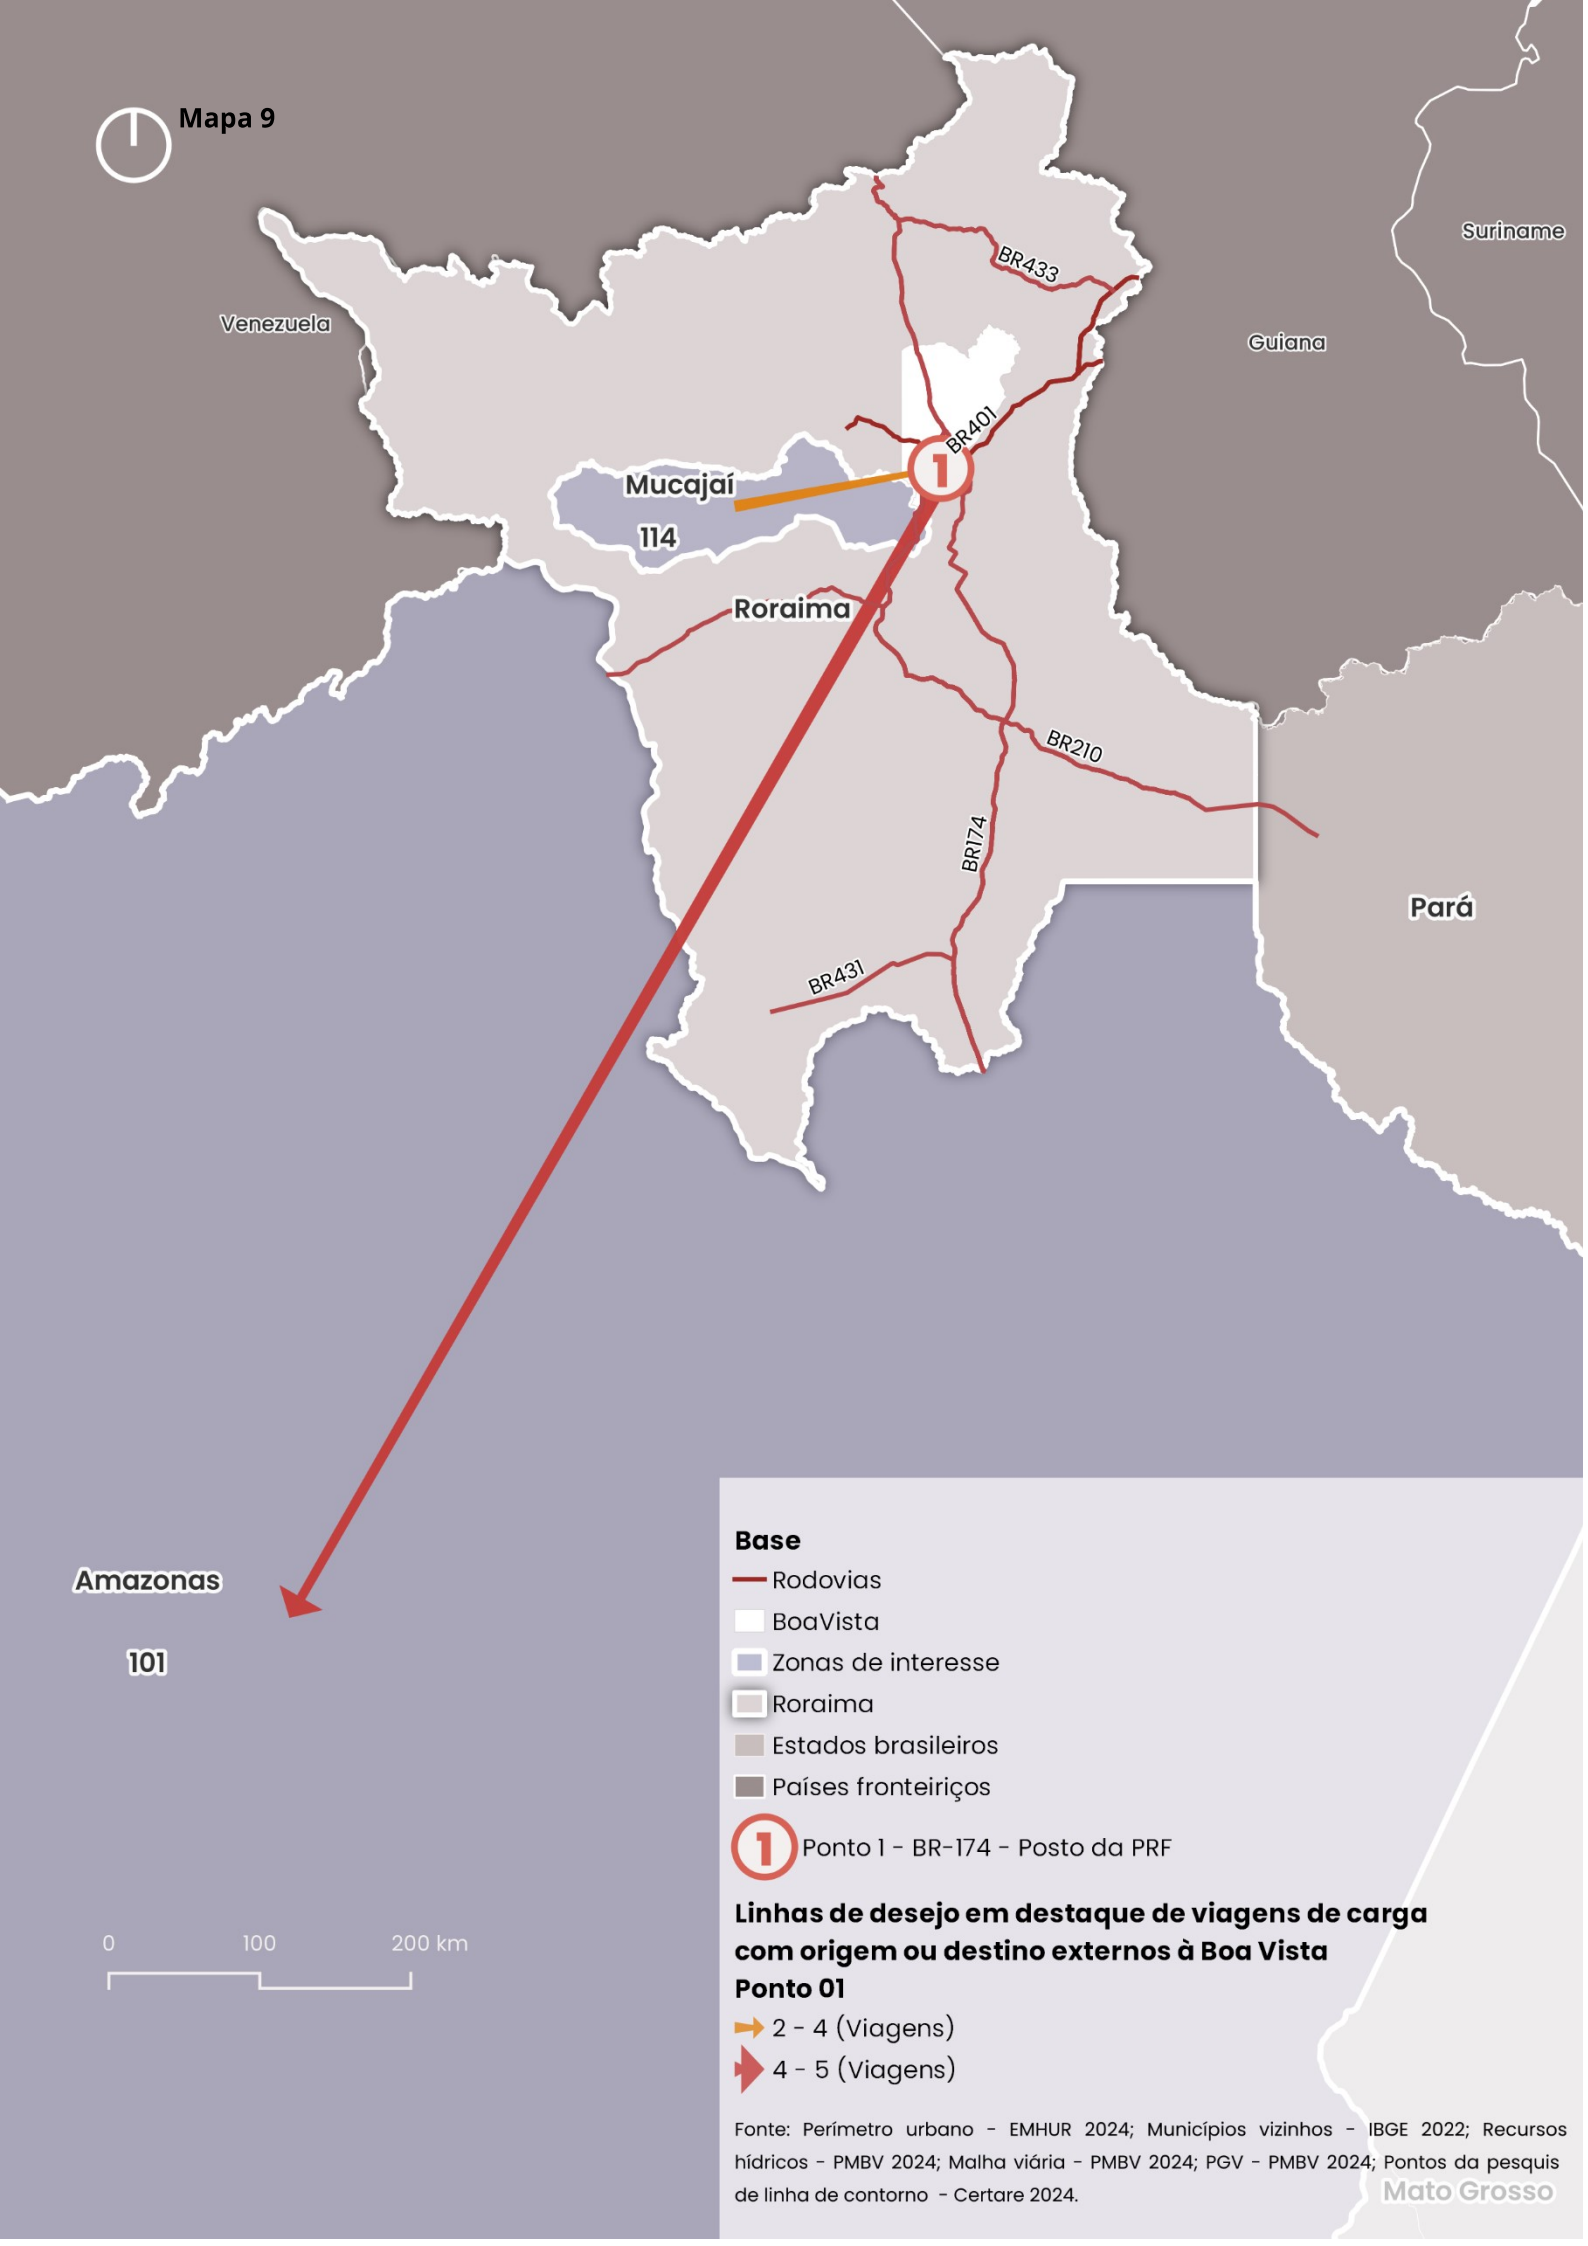 Mapa 9
Suriname
BR433
Venezuela
Guiana
BR401
1
Mucajaí
114
Roraima
BR210
BR174
Pará
BR431
Amazonas
101
Base
Rodovias
BoaVista
Zonas de interesse
Roraima
Estados brasileiros
Países fronteiriços
1 Ponto 1 - BR-174 - Posto da PRF
Linhas de desejo em destaque de viagens de carga
com origem ou destino externos à Boa Vista
Ponto 01
2 - 4 (Viagens)
4 - 5 (Viagens)
0 100 200 km
Fonte: Perímetro urbano - EMHUR 2024; Municípios vizinhos - IBGE 2022; Recursos
hídricos - PMBV 2024; Malha viária - PMBV 2024; PGV - PMBV 2024; Pontos da pesquis
de linha de contorno - Certare 2024.
Mato Grosso